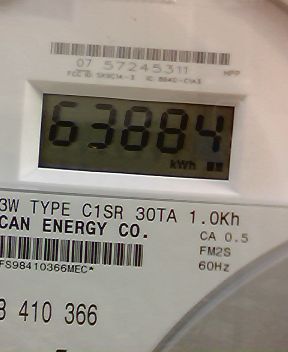 07 57245311
63884
kWh
3W TYPE C1SR 30TA 1.0Kh
CAN ENERGY CO.
CA 0.5
FM2S
60Hz
FS98410366MEC*
410 366